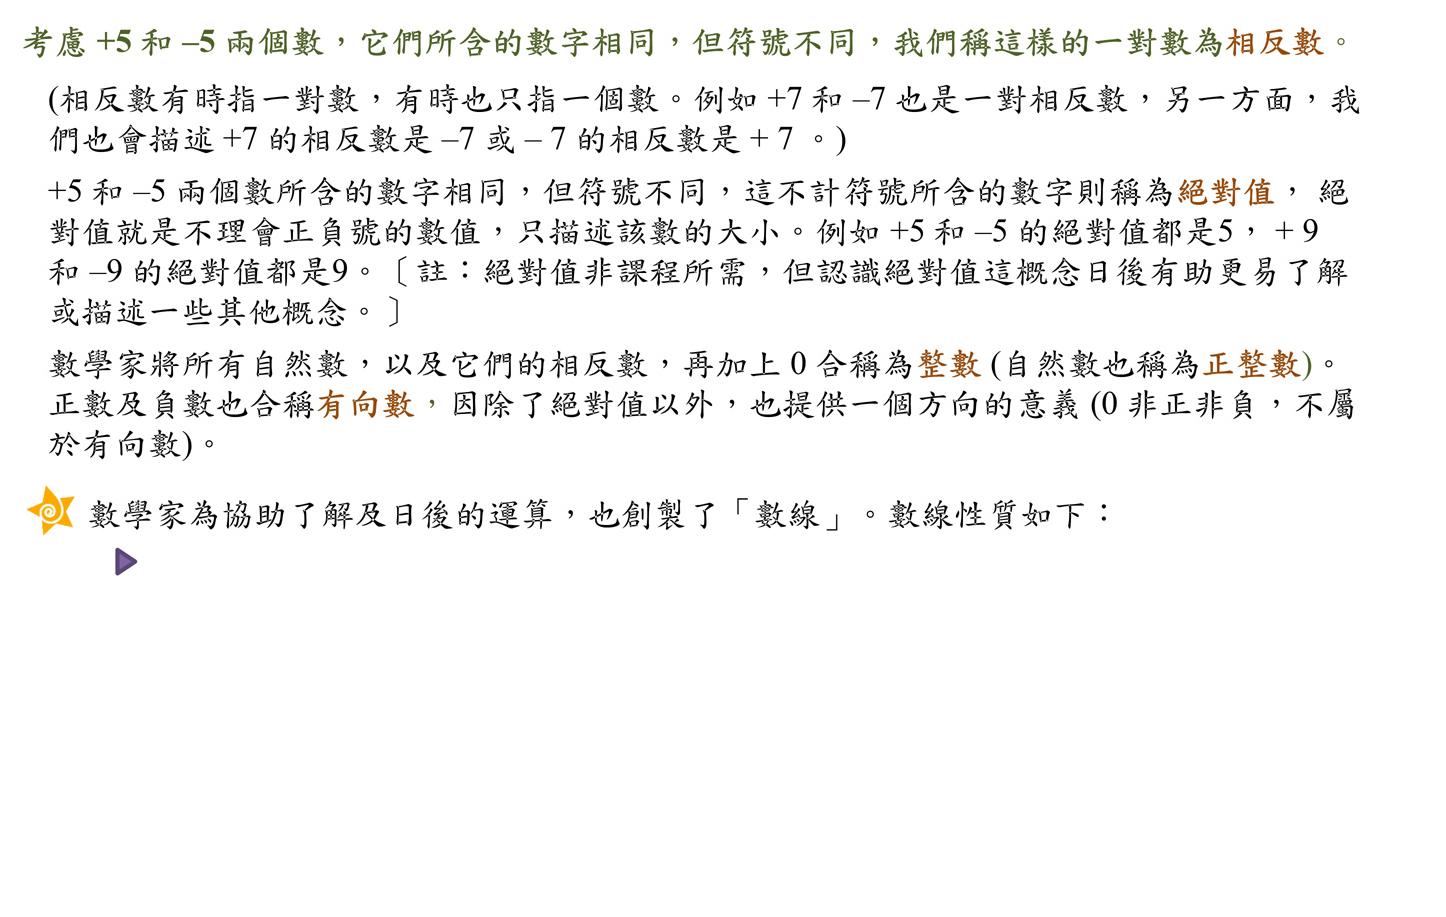 考慮 +5 和 –5 兩個數，它們所含的數字相同，但符號不同，我們稱這樣的一對數為相反數。
(相反數有時指一對數，有時也只指一個數。例如 +7 和 –7 也是一對相反數，另一方面，我
們也會描述 +7 的相反數是 –7 或 – 7 的相反數是 + 7 。)
+5 和 –5 兩個數所含的數字相同，但符號不同，這不計符號所含的數字則稱為絕對值， 絕
對值就是不理會正負號的數值，只描述該數的大小。例如 +5 和 –5 的絕對值都是5， + 9
和 –9 的絕對值都是9。〔 註：絕對值非課程所需，但認識絕對值這概念日後有助更易了解
或描述一些其他概念。 〕
數學家將所有自然數，以及它們的相反數，再加上 0 合稱為整數 (自然數也稱為正整數)。
正數及負數也合稱有向數，因除了絕對值以外，也提供一個方向的意義 (0 非正非負，不屬
於有向數)。
數學家為協助了解及日後的運算，也創製了「數線」。數線性質如下：